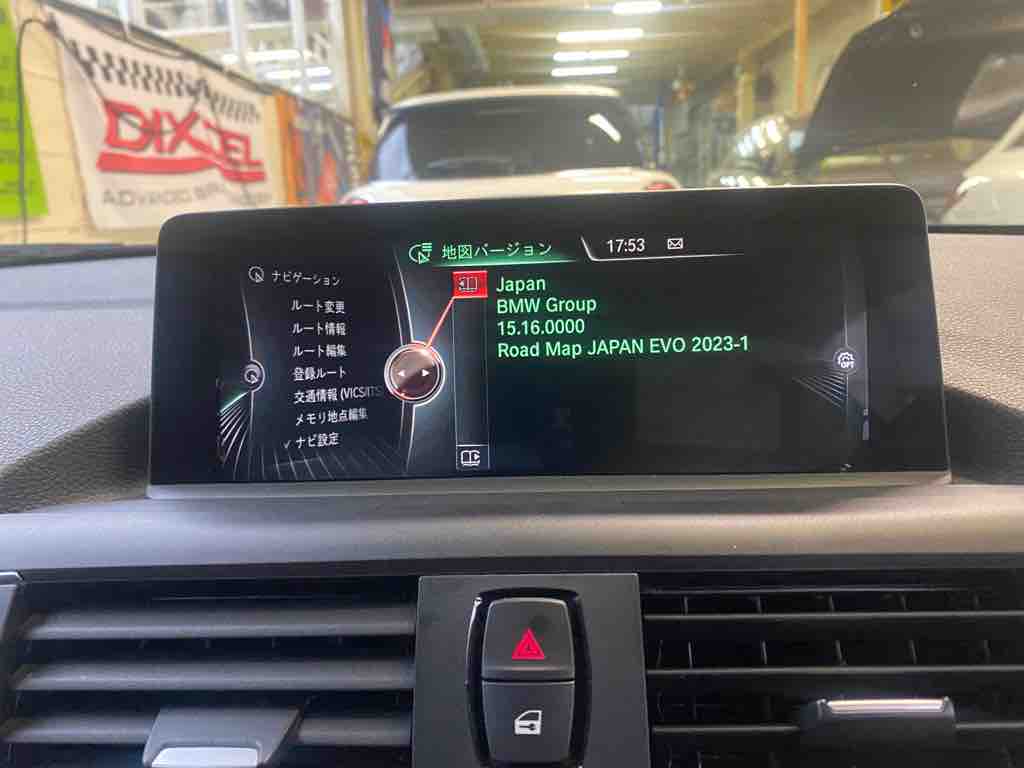 DIXCEL
地図バージョン
17:53
ナビゲーション
ルート変更
ルート情報
ルート編集
登録ルート
交通情報 (VICS/ITS
メモリ地点編集
✓ ナビ設定
Japan
BMW Group
15.16.0000
Road Map JAPAN EVO 2023-1
OPT